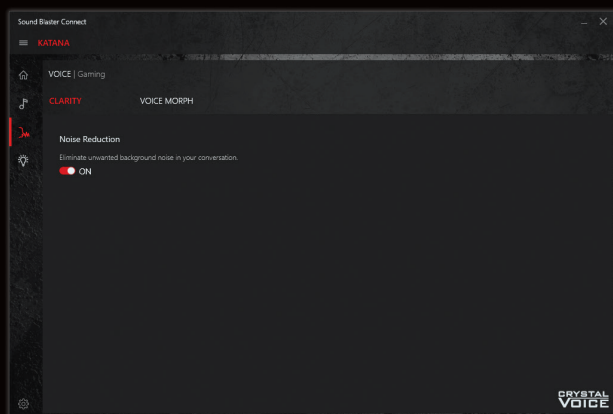 Sound Blaster Connect
KATANA
VOICE | Gaming
CLARITY VOICE MORPH
Noise Reduction
Eliminate unwanted background noise in your conversation.
ON
CRYSTAL
VOICE